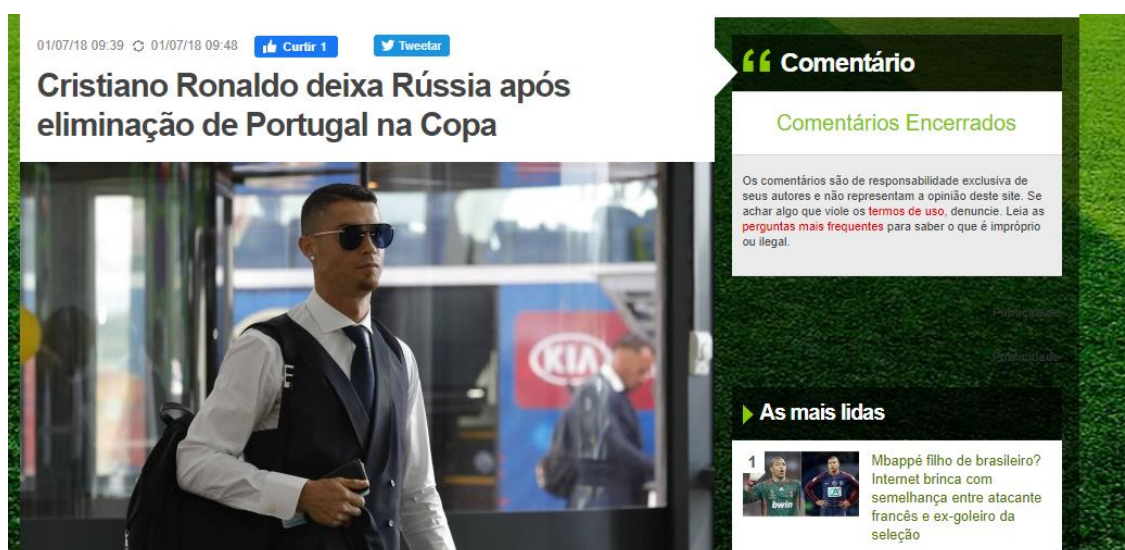 01/07/18 09:39 01/07/18 09:48 Curtir 1 Tweetar
Cristiano Ronaldo deixa Rússia após
eliminação de Portugal na Copa
KIA
Comentário
Comentários Encerrados
Os comentários são de responsabilidade exclusiva de
seus autores e não representam a opinião deste site. Se
achar algo que viole os termos de uso, denuncie. Leia as
perguntas mais frequentes para saber o que é impróprio
ou ilegal.
Publicidade
Publicidade
As mais lidas
1
bwin
Mbappé filho de brasileiro?
Internet brinca com
semelhança entre atacante
francês e ex-goleiro da
seleção